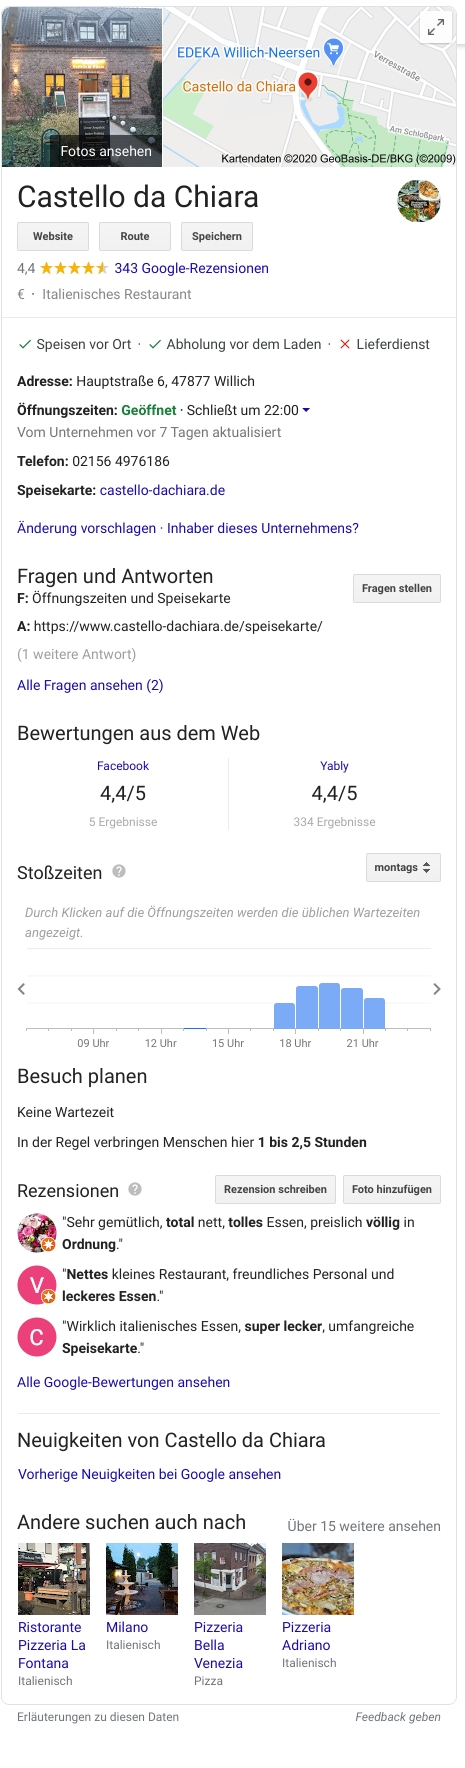 EDEKA Willich-Neersen
Verresstraße
Castello da Chiara
Am Schloßpark
Fotos ansehen
Kartendaten ©2020 GeoBasis-DE/BKG (©2009)
Castello da Chiara
Website Route Speichern
4,4 343 Google-Rezensionen
€ · Italienisches Restaurant
Speisen vor Ort · Abholung vor dem Laden · Lieferdienst
Adresse: Hauptstraße 6, 47877 Willich
Öffnungszeiten: Geöffnet · Schließt um 22:00
Vom Unternehmen vor 7 Tagen aktualisiert
Telefon: 02156 4976186
Speisekarte: castello-dachiara.de
Änderung vorschlagen · Inhaber dieses Unternehmens?
Fragen und Antworten
Fragen stellen
F: Öffnungszeiten und Speisekarte
A: https://www.castello-dachiara.de/speisekarte/
(1 weitere Antwort)
Alle Fragen ansehen (2)
Bewertungen aus dem Web
Facebook Yably
4,4/5 4,4/5
5 Ergebnisse 334 Ergebnisse
Stoßzeiten ? montags
Durch Klicken auf die Öffnungszeiten werden die üblichen Wartezeiten
angezeigt.
09 Uhr 12 Uhr 15 Uhr 18 Uhr 21 Uhr
Besuch planen
Keine Wartezeit
In der Regel verbringen Menschen hier 1 bis 2,5 Stunden
Rezensionen ? Rezension schreiben Foto hinzufügen
"Sehr gemütlich, total nett, tolles Essen, preislich völlig in
Ordnung."
V "Nettes kleines Restaurant, freundliches Personal und
leckeres Essen."
C "Wirklich italienisches Essen, super lecker, umfangreiche
Speisekarte."
Alle Google-Bewertungen ansehen
Neuigkeiten von Castello da Chiara
Vorherige Neuigkeiten bei Google ansehen
Andere suchen auch nach Über 15 weitere ansehen
Ristorante
Pizzeria La
Fontana
Italienisch
Milano
Italienisch
Pizzeria
Bella
Venezia
Pizza
Pizzeria
Adriano
Italienisch
Erläuterungen zu diesen Daten Feedback geben